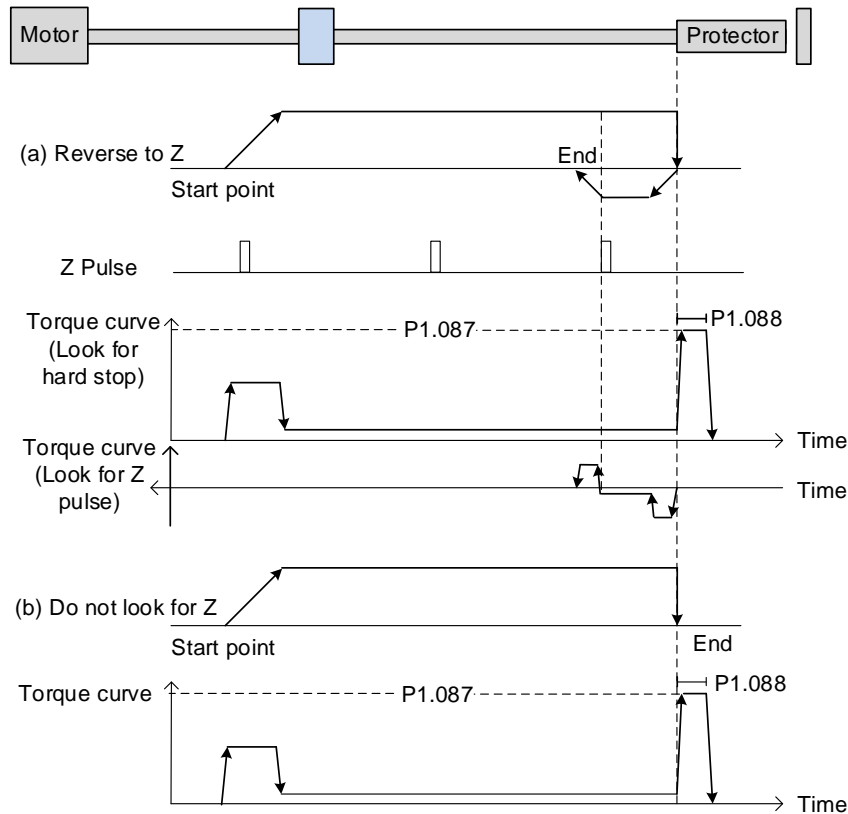 Motor
Protector
(a) Reverse to Z
End
Start point
Z Pulse
Torque curve
(Look for
hard stop)
P1.087
P1.088
Time
Torque curve
(Look for Z
pulse)
Time
(b) Do not look for Z
Start point
End
Torque curve
P1.087
P1.088
Time